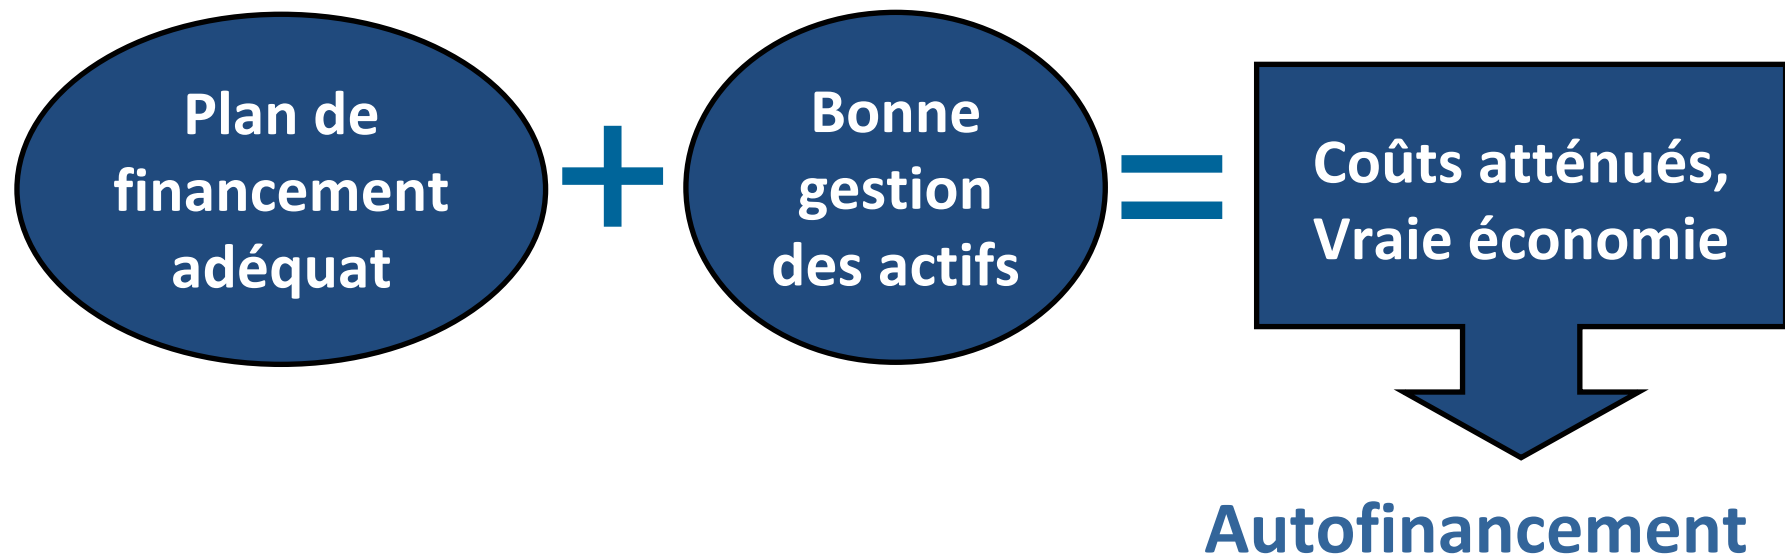 Plan de
financement
adéquat
+
Bonne
gestion
des actifs
=
Coûts atténués,
Vraie économie
Autofinancement